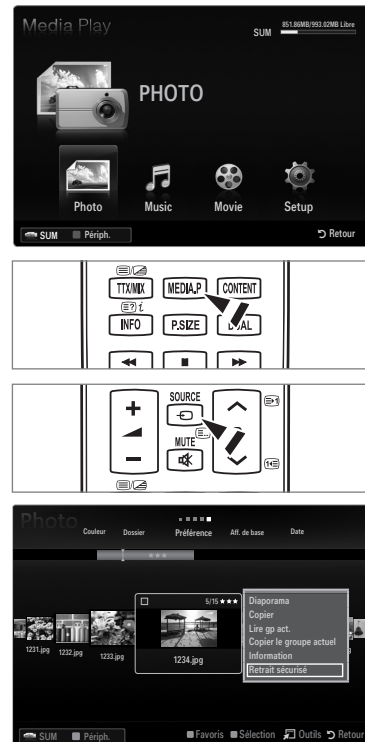 Media Play
SUM 851.86MB/993.02MB Libre
PHOTO
Photo Music Movie Setup
SUM Périph. Retour
TTX/MIX MEDIA.P CONTENT
INFO P.SIZE
SOURCE
MUTE
Photo
Couleur Dossier Préférence Aff. de base Date
5/15 ★★★
1231.jpg 1232.jpg 1233.jpg 1234.jpg
Diaporama
Copier
Lire gp act.
Copier le groupe actuel
Information
Retrait sécurisé
SUM Périph. Favoris Sélection Outils Retour